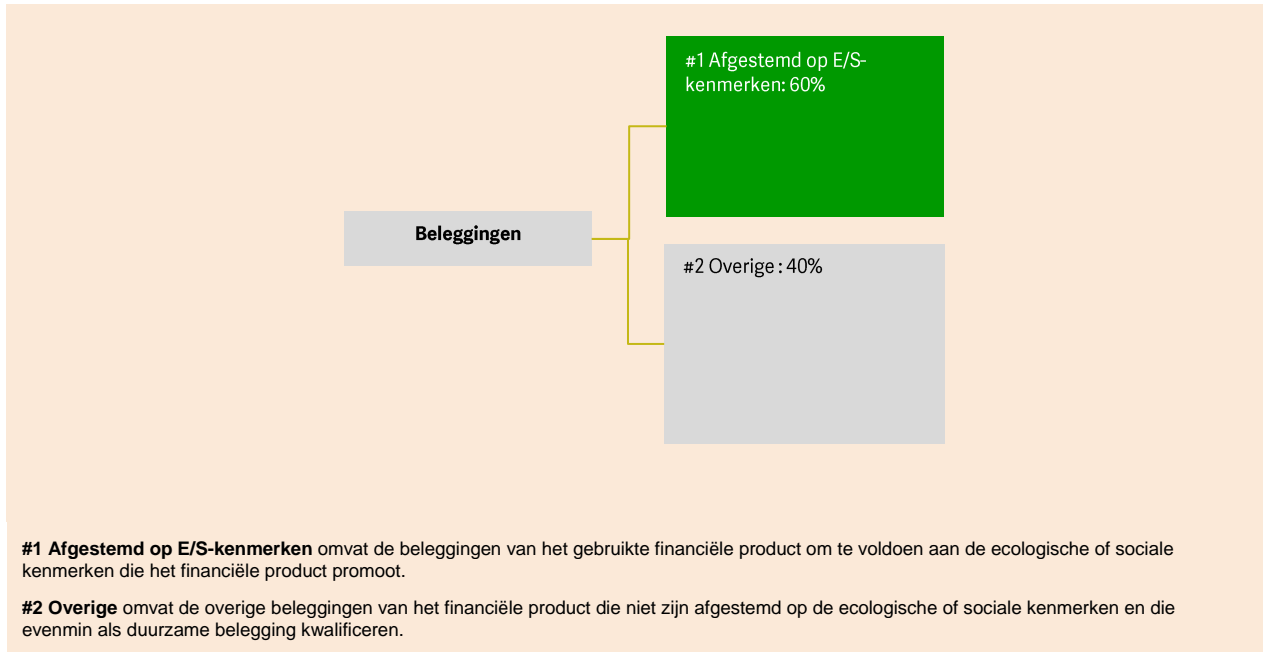 #1 Afgestemd op E/S-
kenmerken: 60%
Beleggingen
#2 Overige : 40%
#1 Afgestemd op E/S-kenmerken omvat de beleggingen van het gebruikte financiële product om te voldoen aan de ecologische of sociale
kenmerken die het financiële product promoot.
#2 Overige omvat de overige beleggingen van het financiële product die niet zijn afgestemd op de ecologische of sociale kenmerken en die
evenmin als duurzame belegging kwalificeren.